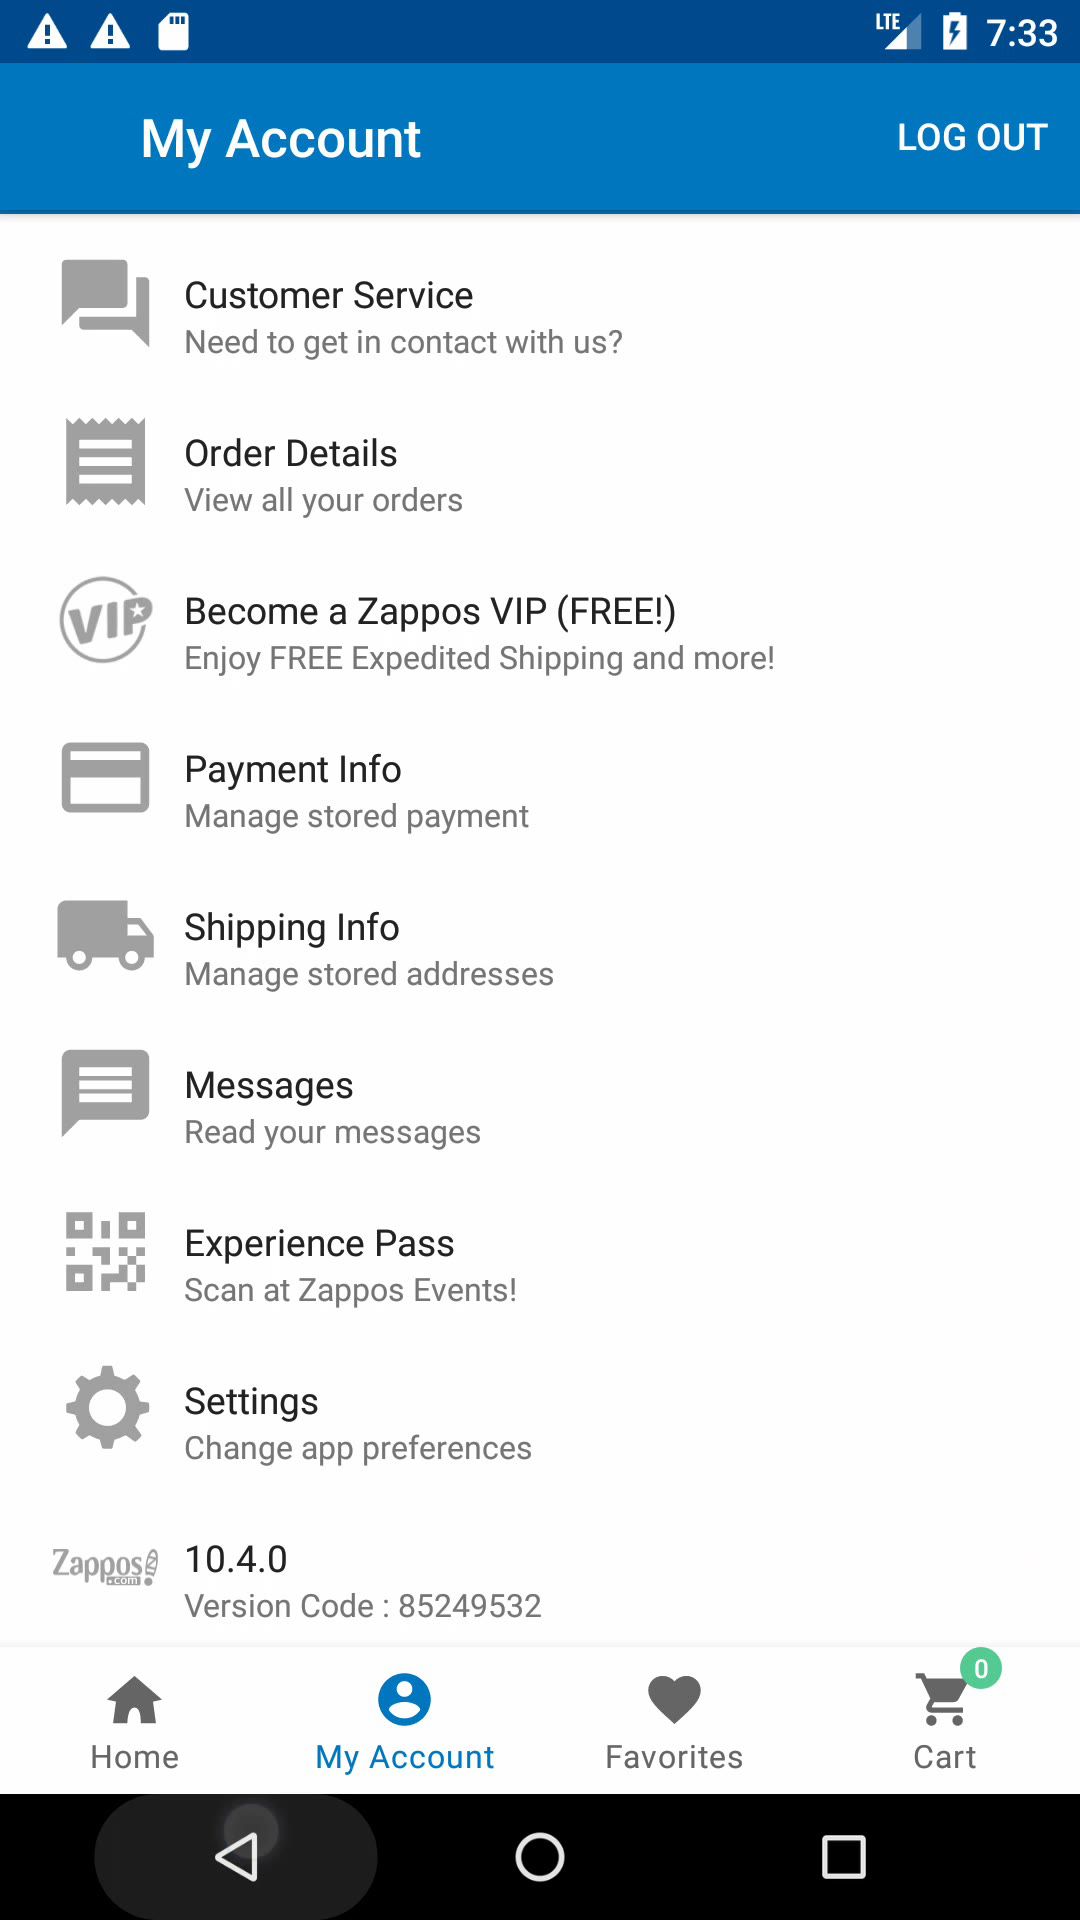 LTE 7:33
My Account LOG OUT
Customer Service
Need to get in contact with us?
Order Details
View all your orders
VIP
Become a Zappos VIP (FREE!)
Enjoy FREE Expedited Shipping and more!
Payment Info
Manage stored payment
Shipping Info
Manage stored addresses
Messages
Read your messages
Experience Pass
Scan at Zappos Events!
Settings
Change app preferences
Zappos
.com
10.4.0
Version Code : 85249532
0
Home My Account Favorites Cart